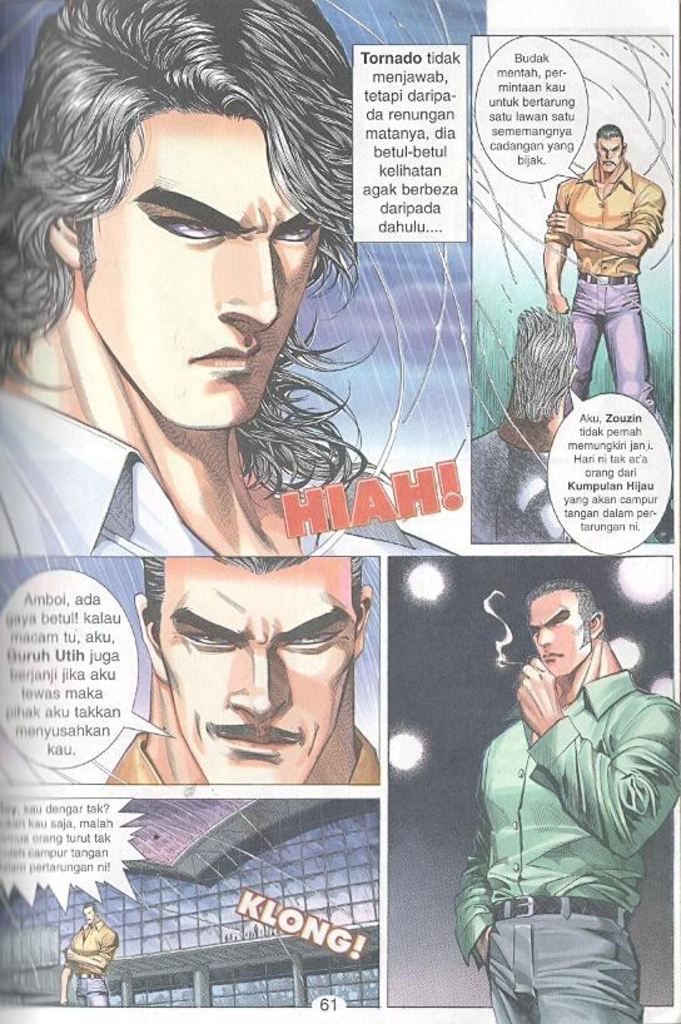 Tornado tidak
menjawab,
tetapi daripa-
da renungan
matanya, dia
betul-betul
kelihatan
agak berbeza
daripada
dahulu....
Budak
mentah, per-
mintaan kau
untuk bertarung
satu lawan satu
sememangnya
cadangan yang
bijak.
Aku, Zouzin
tidak pernah
memungkiri janji.
Hari ni tak ada
orang dari
Kumpulan Hijau
yang akan campur
tangan dalam per-
tarungan ni.
HIAH!
Amboi, ada
gaya betul! kalau
macam tu, aku,
Guruh Utih juga
berjanji jika aku
tewas maka
pihak aku takkan
menyusahkan
kau.
kau dengar tak?
kau saja, malah
orang turut tak
campur tangan
pertarungan ni!
KLONG!
61